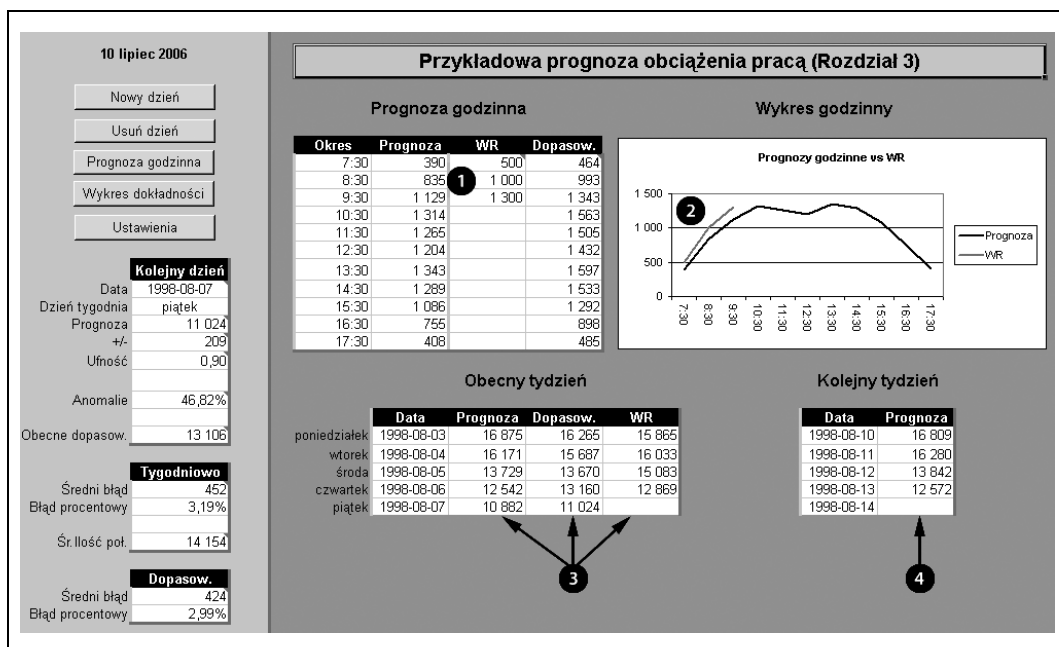 10 lipiec 2006
Nowy dzień
Usuń dzień
Prognoza godzinna
Wykres dokładności
Ustawienia
Kolejny dzień
Data 1998-08-07
Dzień tygodnia piątek
Prognoza 11 024
+/- 209
Ufność 0,90
Anomalie 46,82%
Obecne dopasow. 13 106
Tygodniowo
Średni błąd 452
Błąd procentowy 3,19%
Śr. Ilość poł. 14 154
Dopasow.
Średni błąd 424
Błąd procentowy 2,99%
Przykładowa prognoza obciążenia pracą (Rozdział 3)
Prognoza godzinna
Okres Prognoza WR Dopasow.
7:30 390 500 464
8:30 835 1 1 000 993
9:30 1 129 1 300 1 343
10:30 1 314 1 563
11:30 1 265 1 505
12:30 1 204 1 432
13:30 1 343 1 597
14:30 1 289 1 533
15:30 1 086 1 292
16:30 755 898
17:30 408 485
Wykres godzinny
Prognozy godzinne vs WR
1 500
1 000
500
0
2
7:30 8:30 9:30 10:30 11:30 12:30 13:30 14:30 15:30 16:30 17:30
Prognoza
WR
Obecny tydzień
Data Prognoza Dopasow. WR
poniedziałek 1998-08-03 16 875 16 265 15 865
wtorek 1998-08-04 16 171 15 687 16 033
środa 1998-08-05 13 729 13 670 15 083
czwartek 1998-08-06 12 542 13 160 12 869
piątek 1998-08-07 10 882 11 024
3
Kolejny tydzień
Data Prognoza
1998-08-10 16 809
1998-08-11 16 280
1998-08-12 13 842
1998-08-13 12 572
1998-08-14
4